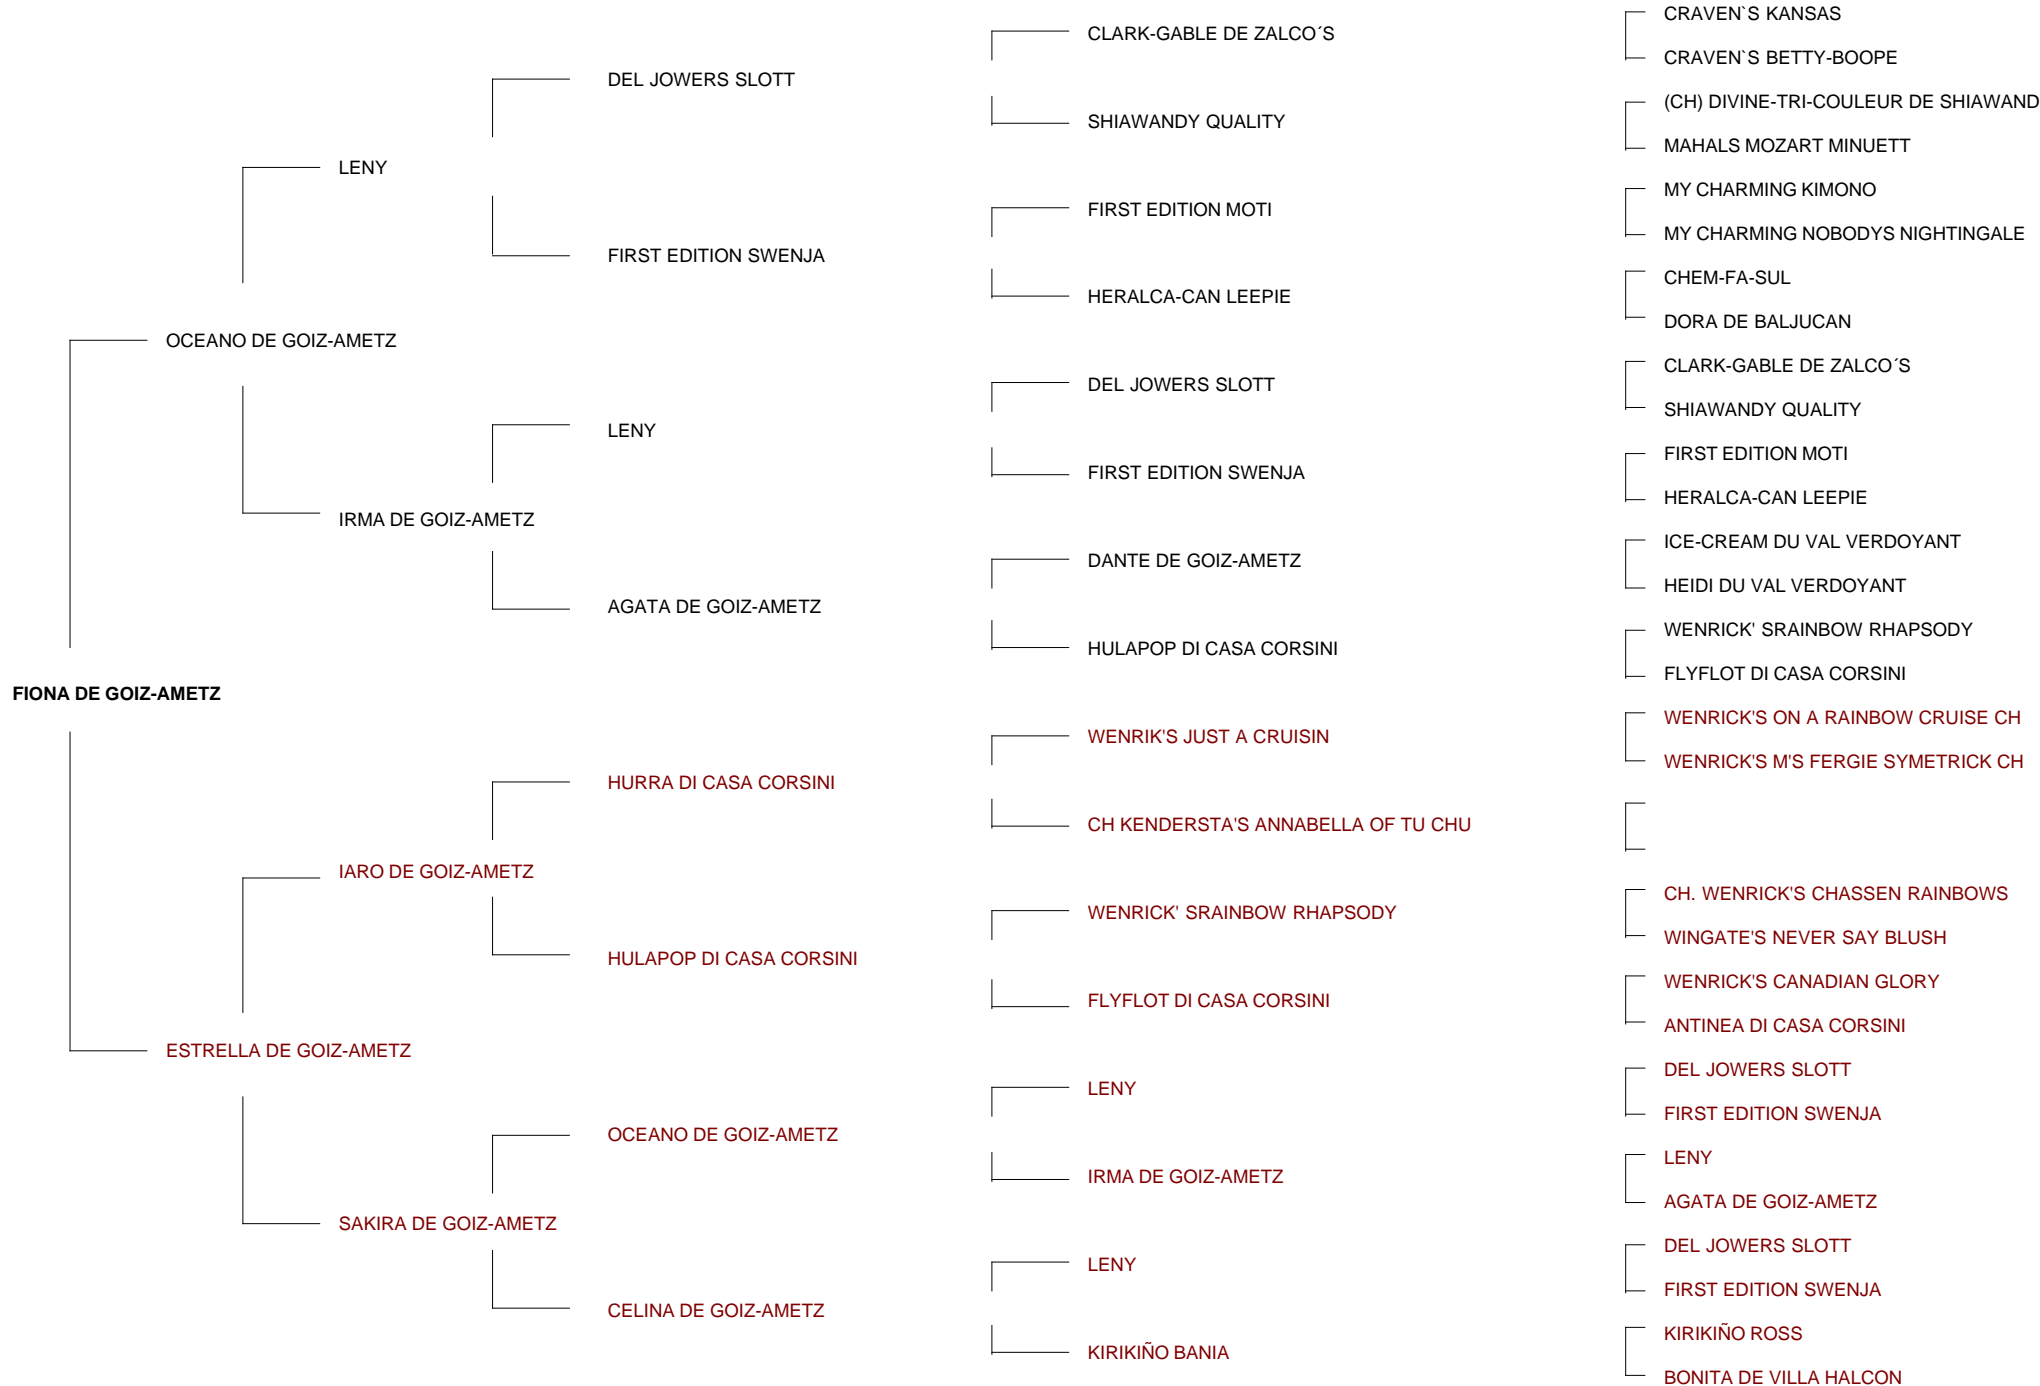 CRAVEN`S KANSAS
CLARK-GABLE DE ZALCO´S
CRAVEN`S BETTY-BOOPE
DEL JOWERS SLOTT
(CH) DIVINE-TRI-COULEUR DE SHIAWAND
SHIAWANDY QUALITY
MAHALS MOZART MINUETT
LENY
MY CHARMING KIMONO
FIRST EDITION MOTI
MY CHARMING NOBODYS NIGHTINGALE
FIRST EDITION SWENJA
CHEM-FA-SUL
HERALCA-CAN LEEPIE
DORA DE BALJUCAN
OCEANO DE GOIZ-AMETZ
CLARK-GABLE DE ZALCO´S
DEL JOWERS SLOTT
SHIAWANDY QUALITY
LENY
FIRST EDITION MOTI
FIRST EDITION SWENJA
HERALCA-CAN LEEPIE
IRMA DE GOIZ-AMETZ
ICE-CREAM DU VAL VERDOYANT
DANTE DE GOIZ-AMETZ
HEIDI DU VAL VERDOYANT
AGATA DE GOIZ-AMETZ
WENRICK' SRAINBOW RHAPSODY
HULAPOP DI CASA CORSINI
FLYFLOT DI CASA CORSINI
FIONA DE GOIZ-AMETZ
WENRICK'S ON A RAINBOW CRUISE CH
WENRIK'S JUST A CRUISIN
WENRICK'S M'S FERGIE SYMETRICK CH
HURRA DI CASA CORSINI
CH KENDERSTA'S ANNABELLA OF TU CHU
IARO DE GOIZ-AMETZ
CH. WENRICK'S CHASSEN RAINBOWS
WENRICK' SRAINBOW RHAPSODY
WINGATE'S NEVER SAY BLUSH
HULAPOP DI CASA CORSINI
WENRICK'S CANADIAN GLORY
FLYFLOT DI CASA CORSINI
ANTINEA DI CASA CORSINI
ESTRELLA DE GOIZ-AMETZ
DEL JOWERS SLOTT
LENY
FIRST EDITION SWENJA
OCEANO DE GOIZ-AMETZ
LENY
IRMA DE GOIZ-AMETZ
AGATA DE GOIZ-AMETZ
SAKIRA DE GOIZ-AMETZ
DEL JOWERS SLOTT
LENY
FIRST EDITION SWENJA
CELINA DE GOIZ-AMETZ
KIRIKIÑO ROSS
KIRIKIÑO BANIA
BONITA DE VILLA HALCON